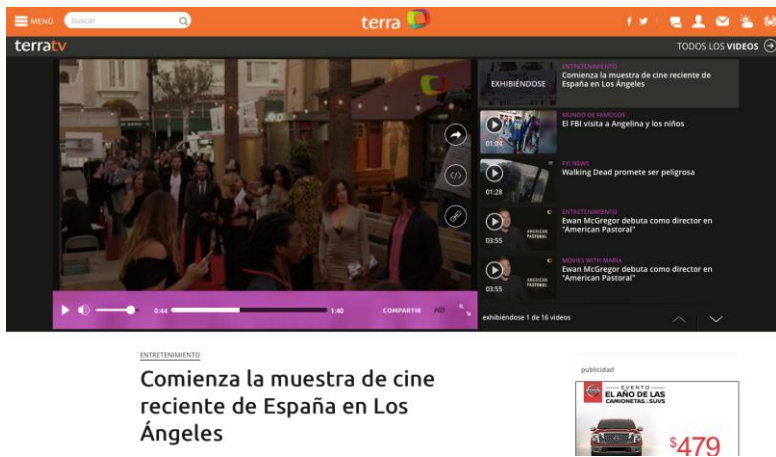 MENÚ
buscar
terra
terratv
TODOS LOS VIDEOS
EXHIBIÉNDOSE
ENTRETENIMIENTO
Comienza la muestra de cine reciente de
España en Los Ángeles
01:04
MUNDO DE FAMOSOS
El FBI visita a Angelina y los niños
01:28
FYI NEWS
Walking Dead promete ser peligrosa
03:55
AMERICAN
PASTORAL
ENTRETENIMIENTO
Ewan McGregor debuta como director en
"American Pastoral"
03:55
AMERICAN
PASTORAL
MOVIES WITH MARIA
Ewan McGregor debuta como director en
"American Pastoral"
0:44
1:40
COMPARTIR
HD
exhibiéndose 1 de 16 videos
ENTRETENIMIENTO
Comienza la muestra de cine
reciente de España en Los
Ángeles
publicidad
EVENTO
EL AÑO DE LAS
CAMIONETAS & SUVS
$479